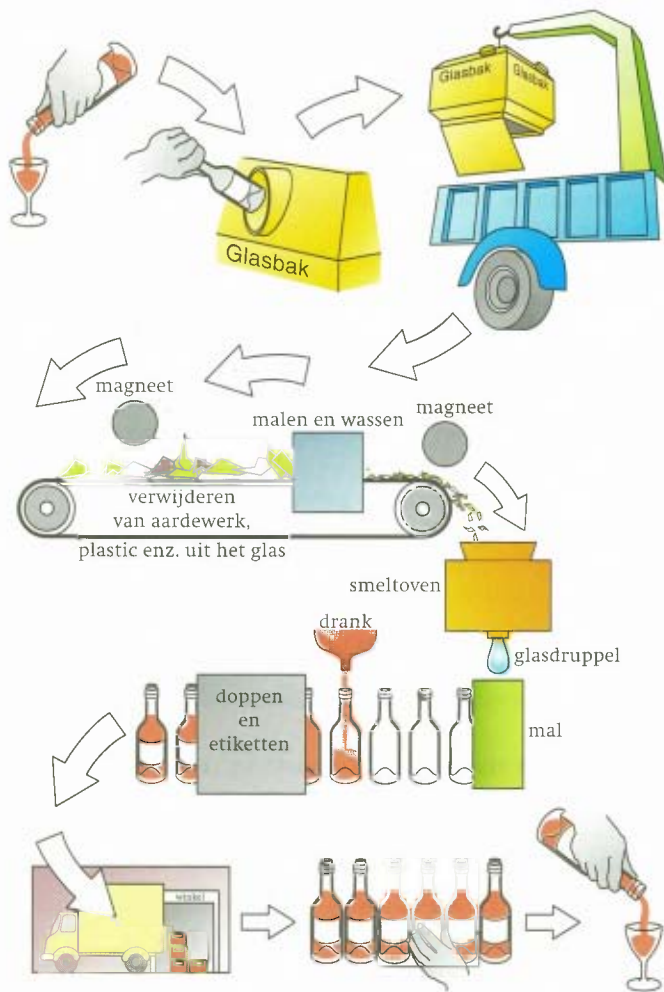 Glasbak
Glasbak
Glasbak
magneet
malen en wassen
magneet
verwijderen
van aardewerk,
plastic enz. uit het glas
smeltoven
drank
glasdruppel
doppen
en
etiketten
mal
winkel